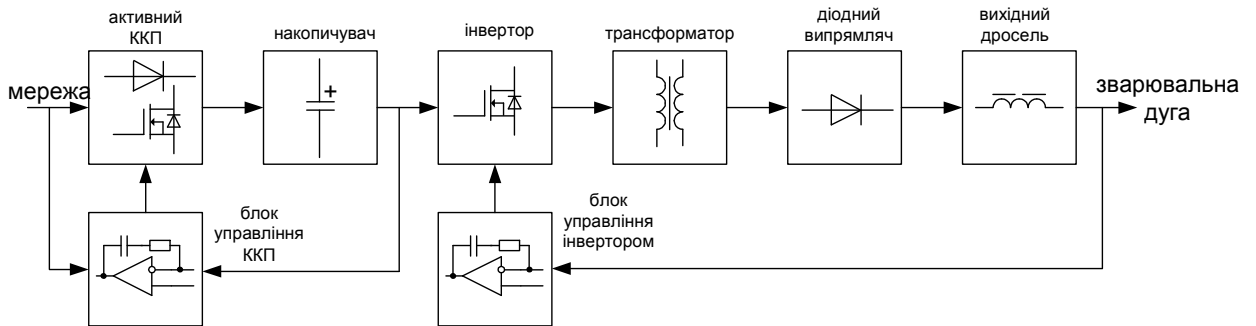 активний
ККП
накопичувач
інвертор
трансформатор
діодний
випрямляч
вихідний
дросель
мережа
+
зварювальна
дуга
блок
управління
ККП
блок
управління
інвертором